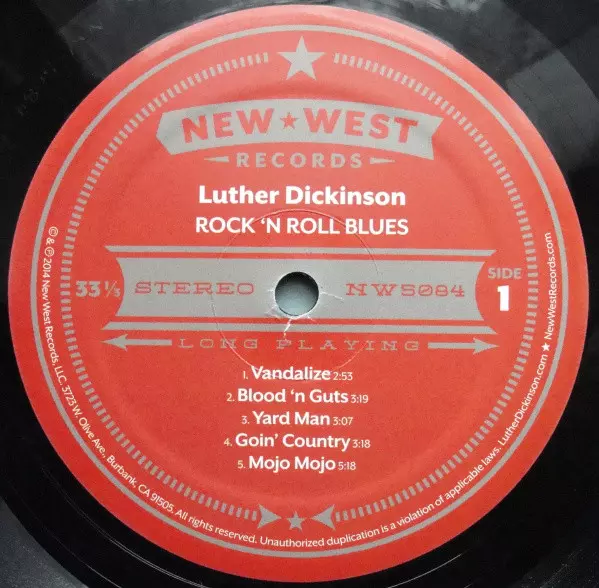 NEW★WEST
RECORDS
Luther Dickinson
ROCK 'N ROLL BLUES
33 ⅓ STEREO NW5084 SIDE 1
LONG PLAYING
1. Vandalize 2:53
2. Blood 'n Guts 3:19
3. Yard Man 3:07
4. Goin' Country 3:18
5. Mojo Mojo 5:18
© & ℗ 2014 New West Records, LLC. 3723 W. Olive Ave., Burbank, CA 91505. All rights reserved. Unauthorized duplication is a violation of applicable laws. LutherDickinson.com ★ NewWestRecords.com